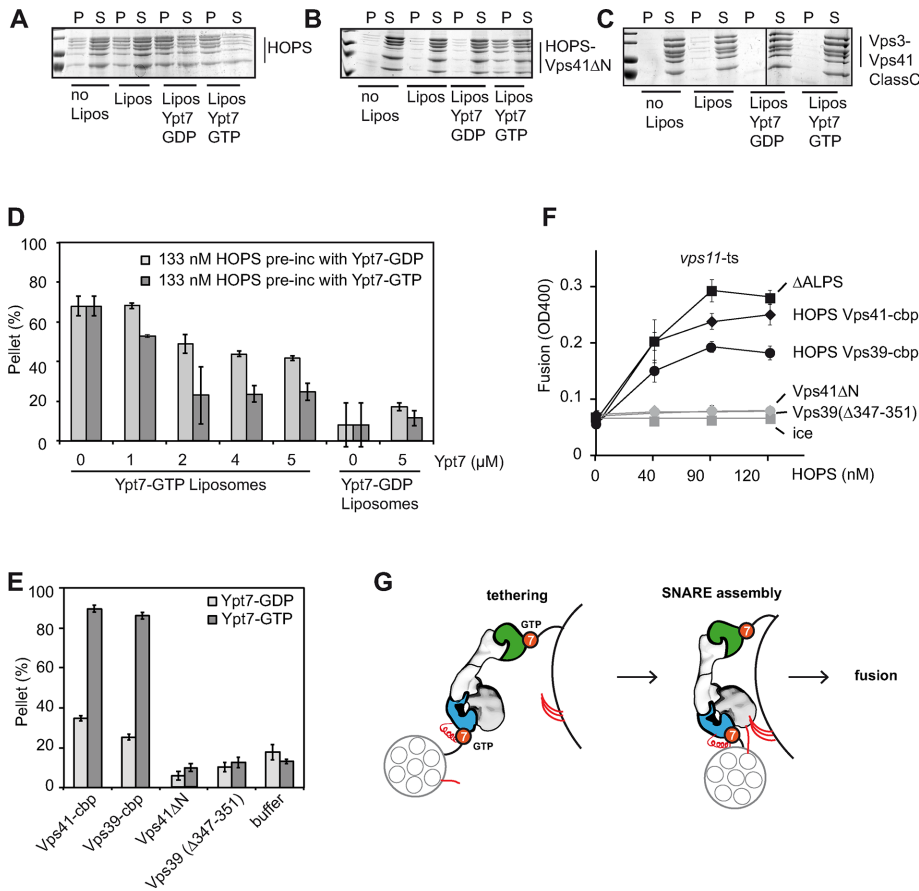 A
P S P S P S P S
HOPS
no Lipos
Lipos
Lipos Ypt7 GDP
Lipos Ypt7 GTP
B
P S P S P S P S
HOPS-
Vps41ΔN
no Lipos
Lipos
Lipos Ypt7 GDP
Lipos Ypt7 GTP
C
P S P S P S P S
Vps3-
Vps41
ClassC
no Lipos
Lipos
Lipos Ypt7 GDP
Lipos Ypt7 GTP
D
Pellet (%)
100
80
60
40
20
0
133 nM HOPS pre-inc with Ypt7-GDP
133 nM HOPS pre-inc with Ypt7-GTP
0 1 2 4 5 0 5 Ypt7 (μM)
Ypt7-GTP Liposomes
Ypt7-GDP
Liposomes
F
vps11-ts
Fusion (OD400)
0.3
0.2
0.1
0
ΔALPS
HOPS Vps41-cbp
HOPS Vps39-cbp
Vps41ΔN
Vps39(Δ347-351)
ice
0 40 90 120 HOPS (nM)
E
Pellet (%)
100
80
60
40
20
0
Ypt7-GDP
Ypt7-GTP
Vps41-cbp
Vps39-cbp
Vps41ΔN
Vps39 (Δ347-351)
buffer
G
tethering
GTP
7
7
GTP
SNARE assembly
7
7
fusion